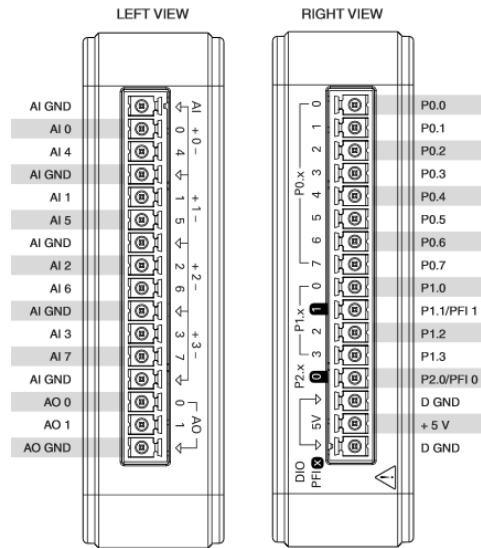 LEFT VIEW
RIGHT VIEW
AI GND
AI 0
AI 4
AI GND
AI 1
AI 5
AI GND
AI 2
AI 6
AI GND
AI 3
AI 7
AI GND
AO 0
AO 1
AO GND
AI
0
4
+ 0 -
1
5
+ 1 -
2
6
+ 2 -
3
7
+ 3 -
0
1
AO
P0.x
0
1
2
3
4
5
6
7
P1.x
0
1
2
3
P2.x
0
5V
DIO
PFI X
P0.0
P0.1
P0.2
P0.3
P0.4
P0.5
P0.6
P0.7
P1.0
P1.1/PFI 1
P1.2
P1.3
P2.0/PFI 0
D GND
+ 5 V
D GND